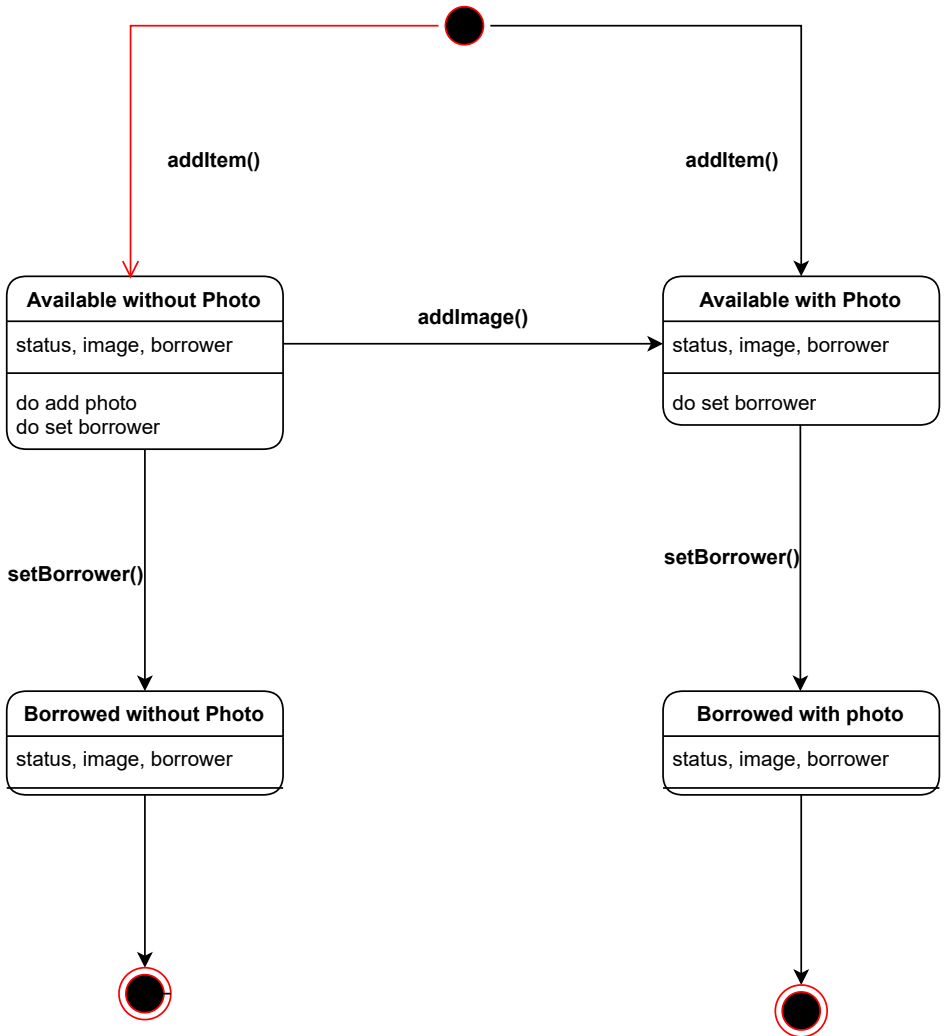 addItem()
addItem()
Available without Photo
status, image, borrower
do add photo
do set borrower
addImage()
Available with Photo
status, image, borrower
do set borrower
setBorrower()
setBorrower()
Borrowed without Photo
status, image, borrower
Borrowed with photo
status, image, borrower